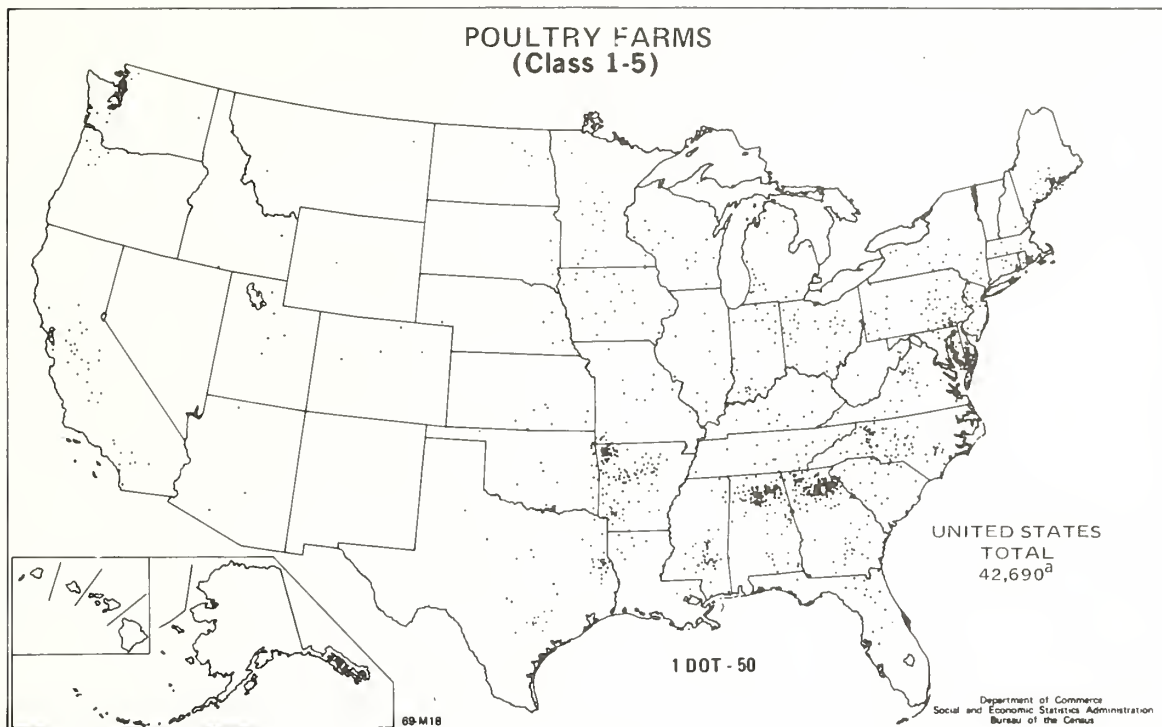 POULTRY FARMS
(Class 1-5)
UNITED STATES
TOTAL
42,690ᵃ
1 DOT - 50
69-M18
Department of Commerce
Social and Economic Statistics Administration
Bureau of the Census